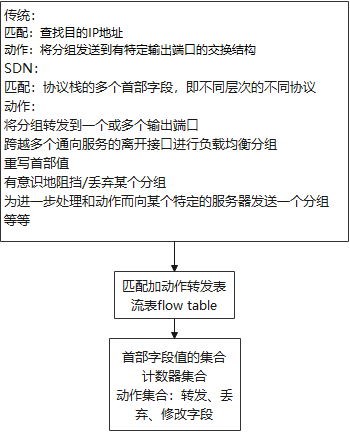 传统：
匹配：查找目的IP地址
动作：将分组发送到有特定输出端口的交换结构
SDN：
匹配：协议栈的多个首部字段，即不同层次的不同协议
动作：
将分组转发到一个或多个输出端口
跨越多个通向服务的离开接口进行负载均衡分组
重写首部值
有意识地阻挡/丢弃某个分组
为进一步处理和动作而向某个特定的服务器发送一个分组
等等
匹配加动作转发表
流表flow table
首部字段值的集合
计数器集合
动作集合：转发、丢
弃、修改字段